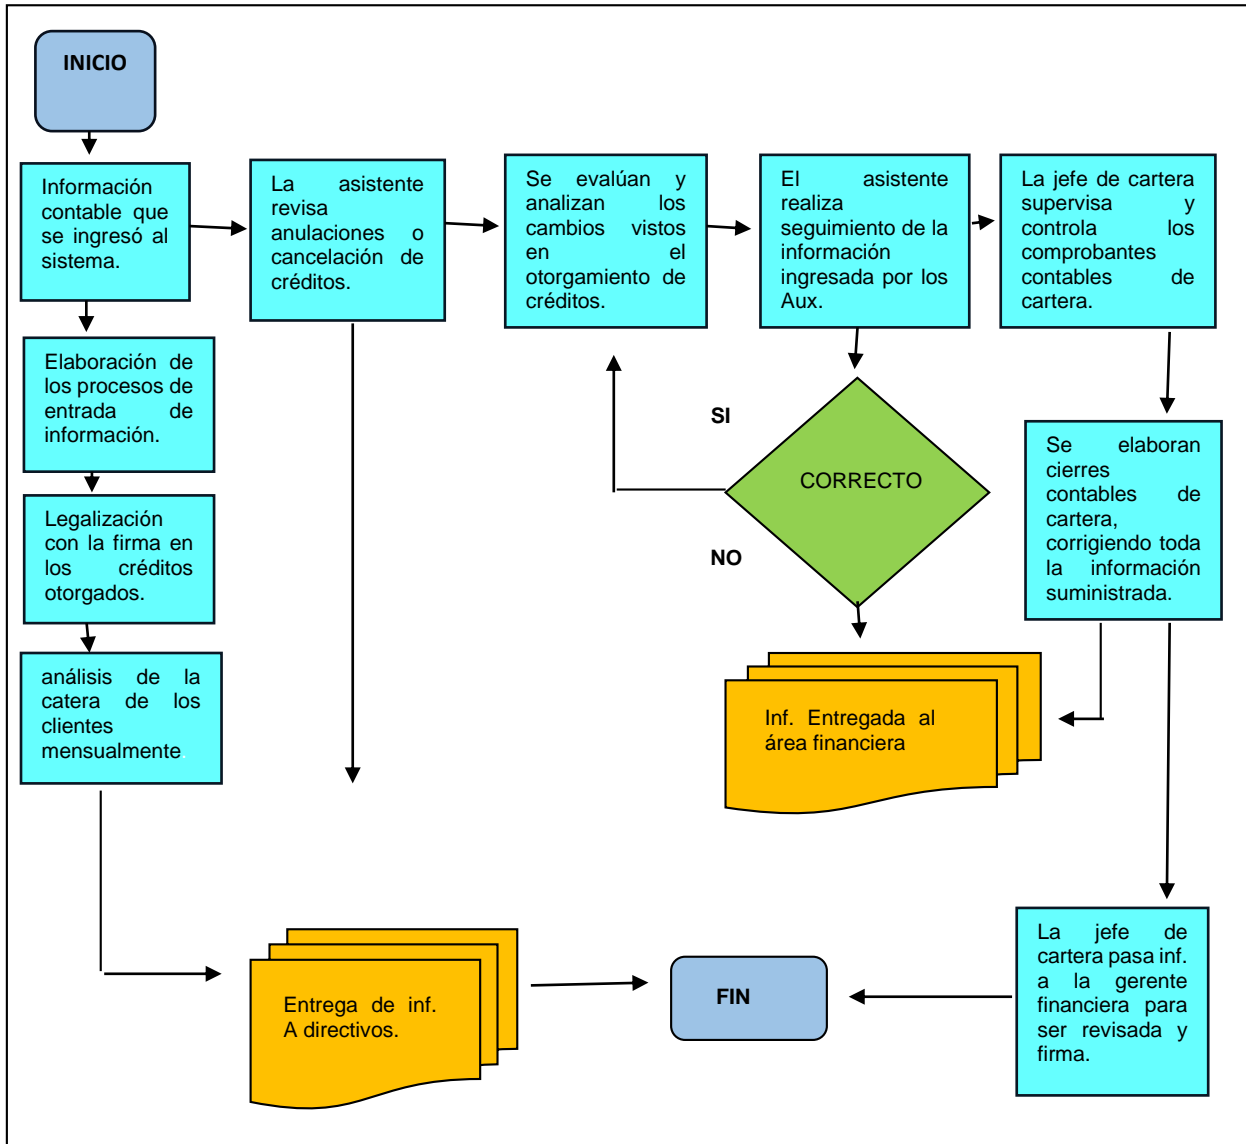 INICIO
Información
contable que
se ingresó al
sistema.
La asistente
revisa
anulaciones o
cancelación de
créditos.
Se evalúan y
analizan los
cambios vistos
en el
otorgamiento de
créditos.
El asistente
realiza
seguimiento de la
información
ingresada por los
Aux.
La jefe de cartera
supervisa y
controla los
comprobantes
contables de
cartera.
Elaboración de
los procesos de
entrada de
información.
SI
CORRECTO
NO
Se elaboran
cierres
contables de
cartera,
corrigiendo toda
la información
suministrada.
Legalización
con la firma en
los créditos
otorgados.
análisis de la
catera de los
clientes
mensualmente.
Inf. Entregada al
área financiera
Entrega de inf.
A directivos.
FIN
La jefe de
cartera pasa inf.
a la gerente
financiera para
ser revisada y
firma.